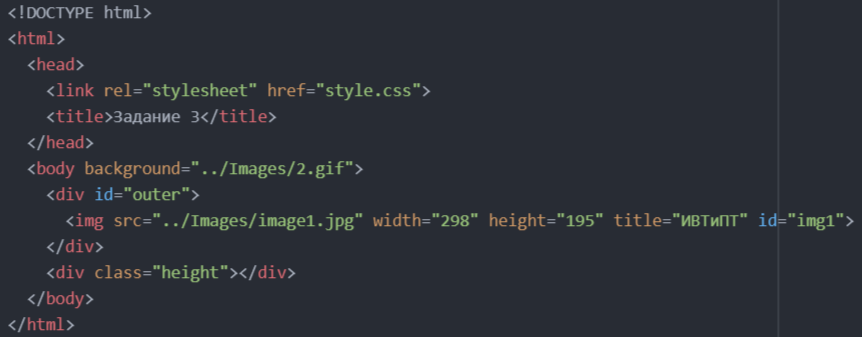 <!DOCTYPE html>
<html>
<head>
<link rel="stylesheet" href="style.css">
<title>Задание 3</title>
</head>
<body background="../Images/2.gif">
<div id="outer">
<img src="../Images/image1.jpg" width="298" height="195" title="ИВТиПТ" id="img1">
</div>
<div class="height"></div>
</body>
</html>